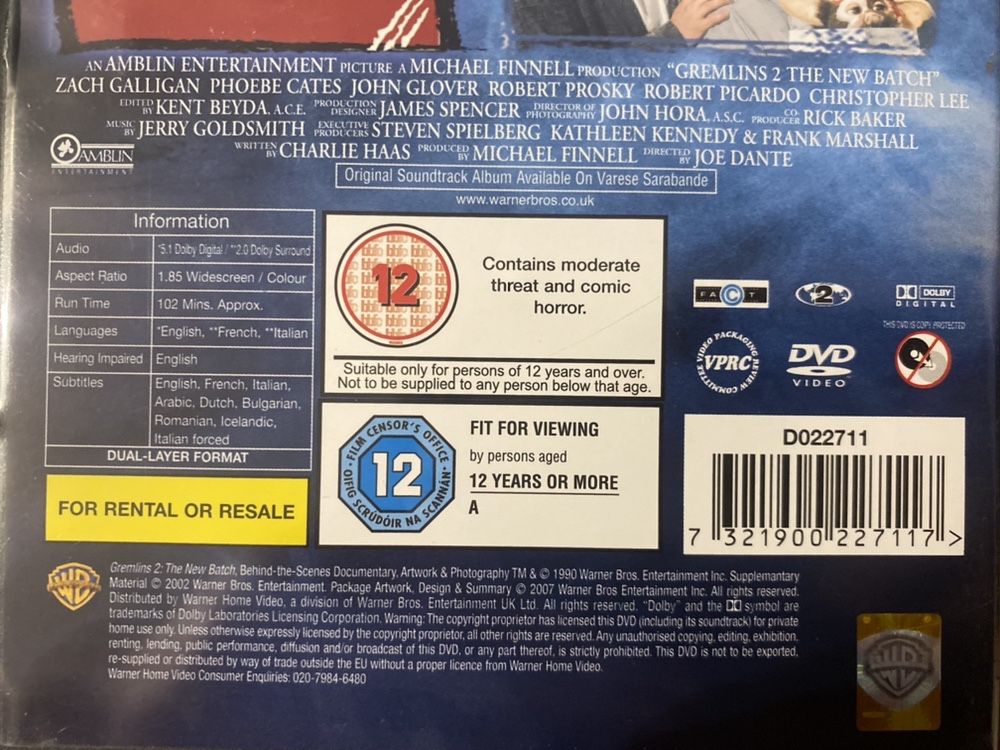 AN AMBLIN ENTERTAINMENT PICTURE A MICHAEL FINNELL PRODUCTION "GREMLINS 2 THE NEW BATCH"
ZACH GALLIGAN PHOEBE CATES JOHN GLOVER ROBERT PROSKY ROBERT PICARDO CHRISTOPHER LEE
EDITED BY KENT BEYDA, A.C.E. PRODUCTION DESIGNER JAMES SPENCER DIRECTOR OF PHOTOGRAPHY JOHN HORA, A.S.C. CO PRODUCER RICK BAKER
MUSIC BY JERRY GOLDSMITH EXECUTIVE PRODUCERS STEVEN SPIELBERG KATHLEEN KENNEDY & FRANK MARSHALL
WRITTEN BY CHARLIE HAAS PRODUCED BY MICHAEL FINNELL DIRECTED BY JOE DANTE
AMBLIN
ENTERTAINMENT
Original Soundtrack Album Available On Varese Sarabande
www.warnerbros.co.uk
Information
Audio *5.1 Dolby Digital / **2.0 Dolby Surround
Aspect Ratio 1.85 Widescreen / Colour
Run Time 102 Mins. Approx.
Languages *English, **French, **Italian
Hearing Impaired English
Subtitles English, French, Italian,
Arabic, Dutch, Bulgarian,
Romanian, Icelandic,
Italian forced
DUAL-LAYER FORMAT
FOR RENTAL OR RESALE
12
Contains moderate
threat and comic
horror.
Suitable only for persons of 12 years and over.
Not to be supplied to any person below that age.
FILM CENSOR'S OFFICE
OIFIG SCRÚDÓIR NA SCANNÁN
12
FIT FOR VIEWING
by persons aged
12 YEARS OR MORE
A
FACT
2
DOLBY
DIGITAL
VIDEO PACKAGING REVIEW COMMITTEE
VPRC
DVD
VIDEO
THIS DVD IS COPY PROTECTED
D022711
7 321900 227117 >
WB
Gremlins 2: The New Batch, Behind-the-Scenes Documentary, Artwork & Photography TM & © 1990 Warner Bros. Entertainment Inc. Supplemantary
Material © 2002 Warner Bros. Entertainment. Package Artwork, Design & Summary © 2007 Warner Bros Entertainment Inc. All rights reserved.
Distributed by Warner Home Video, a division of Warner Bros. Entertainment UK Ltd. All rights reserved. "Dolby" and the DD symbol are
trademarks of Dolby Laboratories Licensing Corporation. Warning: The copyright proprietor has licensed this DVD (including its soundtrack) for private
home use only. Unless otherwise expressly licensed by the copyright proprietor, all other rights are reserved. Any unauthorised copying, editing, exhibition,
renting, lending, public performance, diffusion and/or broadcast of this DVD, or any part thereof, is strictly prohibited. This DVD is not to be exported,
re-supplied or distributed by way of trade outside the EU without a proper licence from Warner Home Video.
Warner Home Video Consumer Enquiries: 020-7984-6480
WB